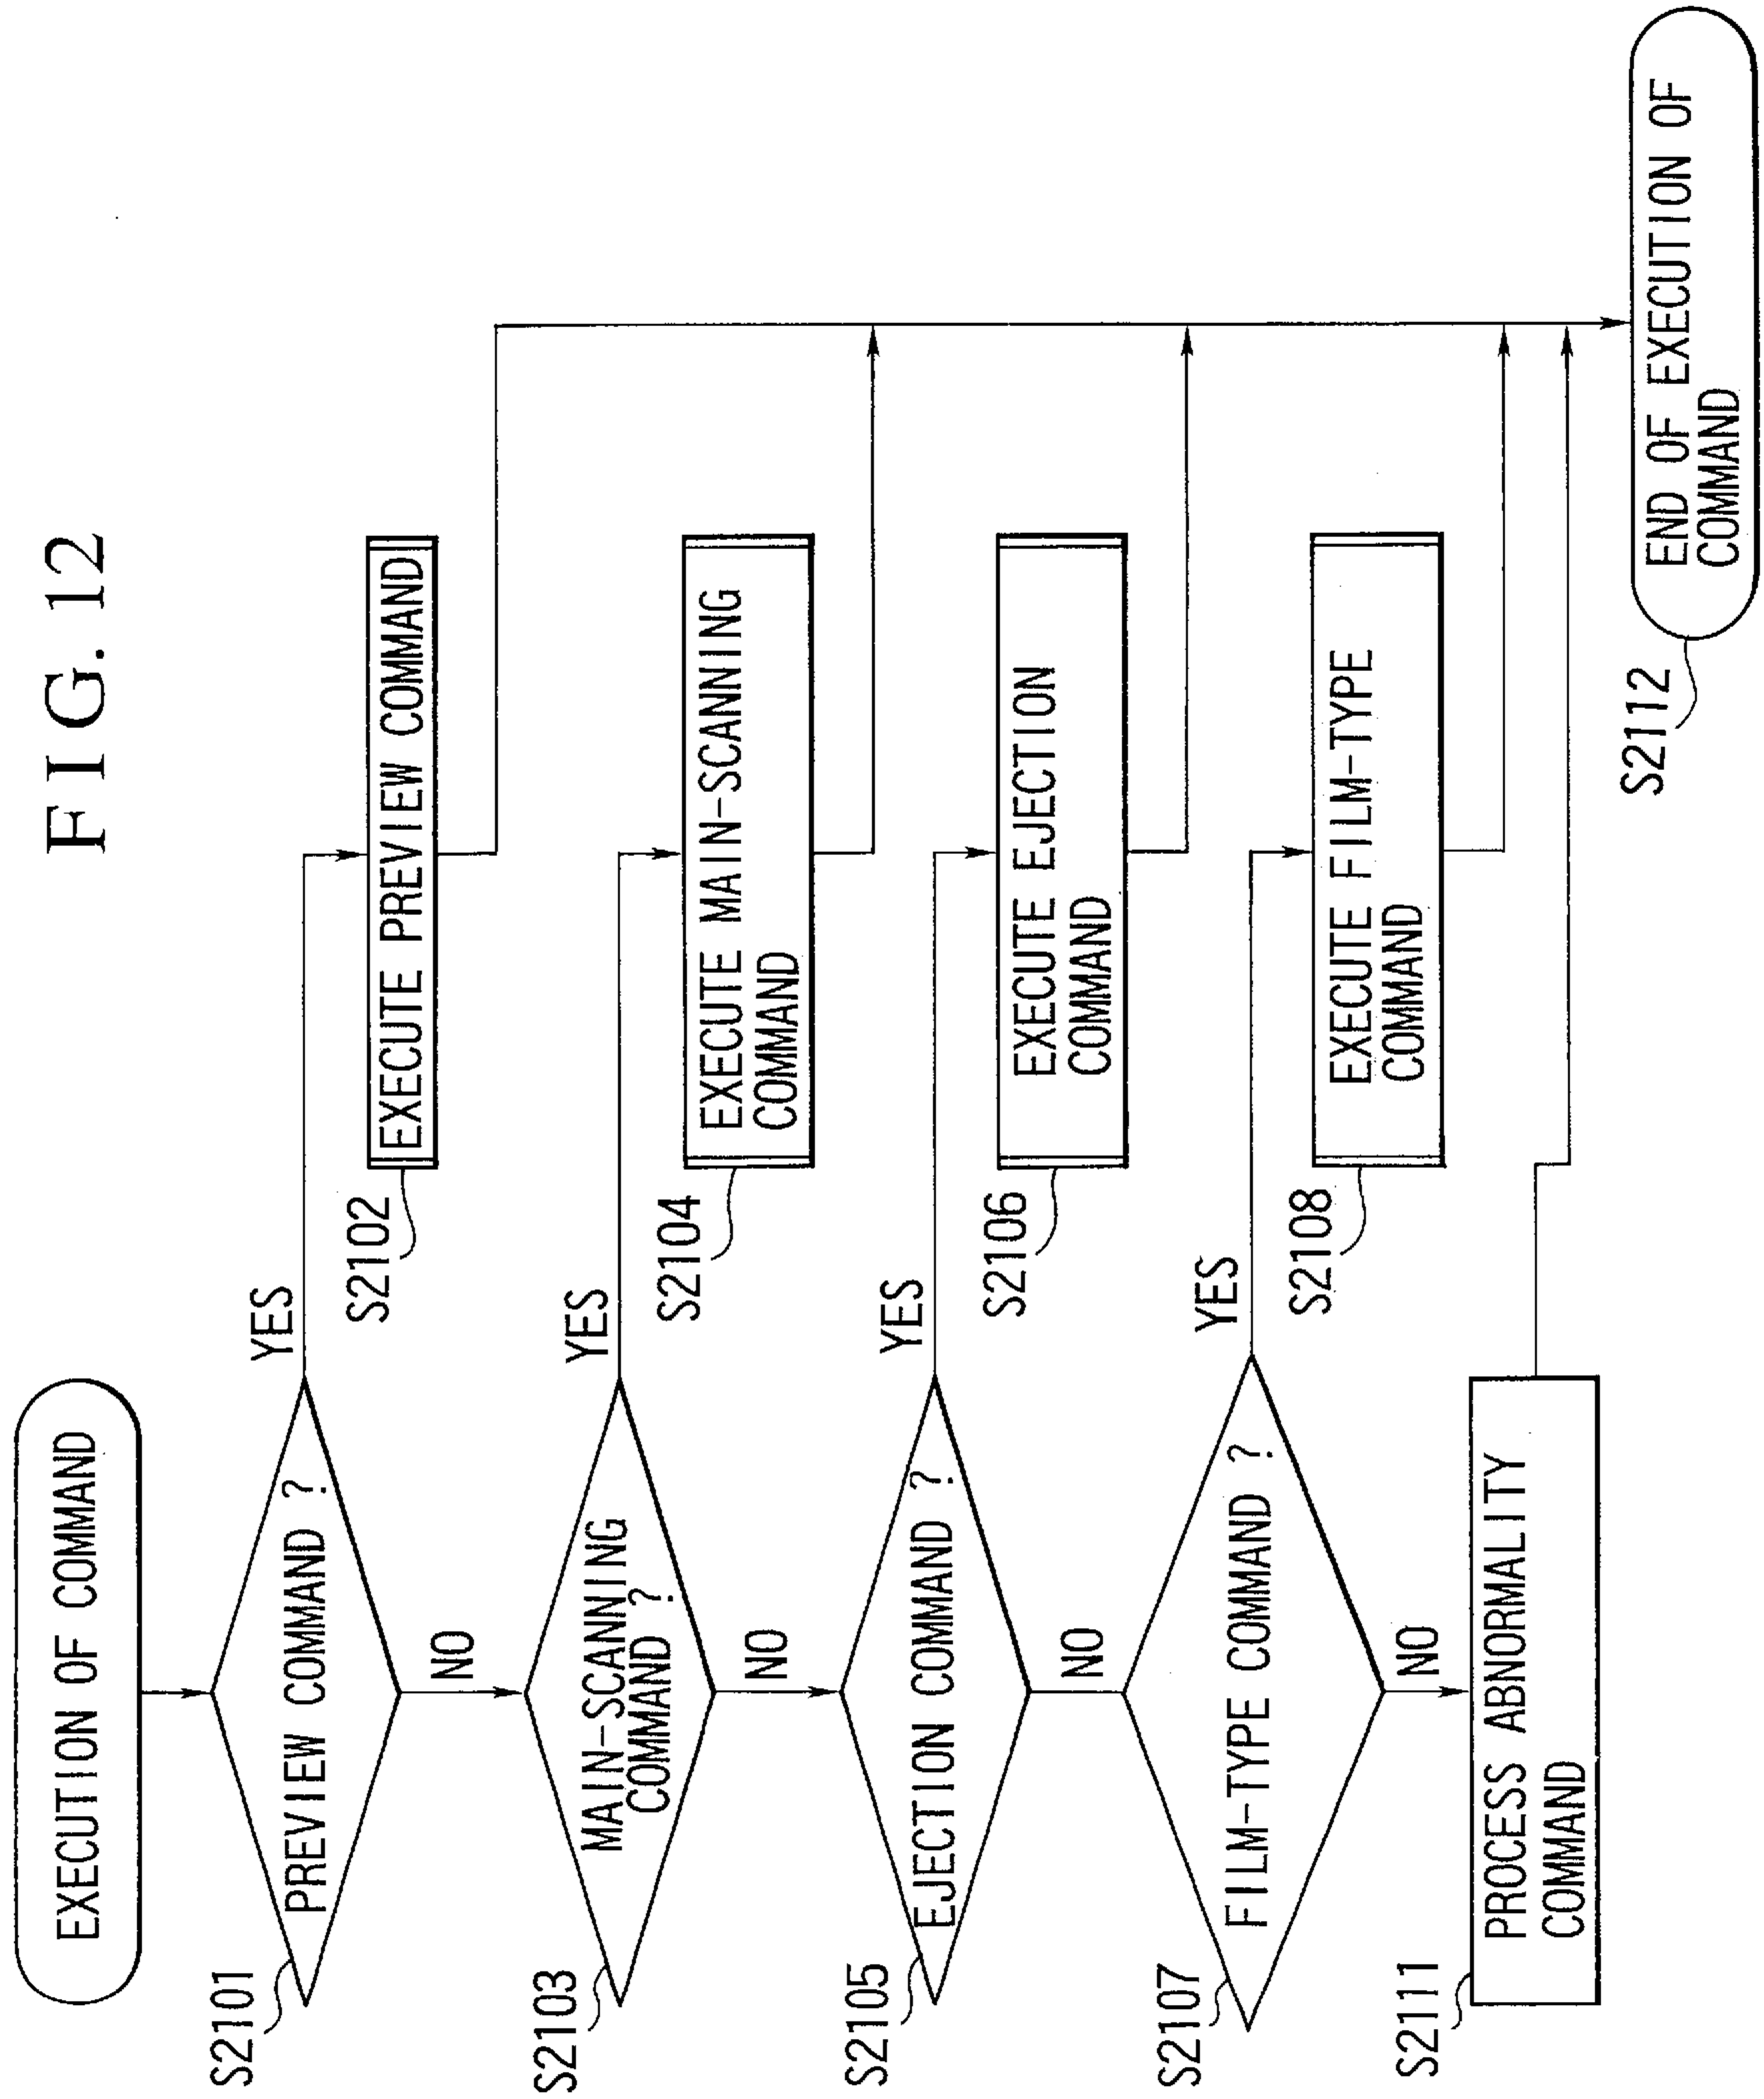 FIG.12
EXECUTION OF COMMAND
S2101
PREVIEW COMMAND ?
YES
NO
S2102
EXECUTE PREVIEW COMMAND
S2103
MAIN-SCANNING
COMMAND ?
YES
NO
S2104
EXECUTE MAIN-SCANNING
COMMAND
S2105
EJECTION COMMAND ?
YES
NO
S2106
EXECUTE EJECTION
COMMAND
S2107
FILM-TYPE COMMAND ?
YES
NO
S2108
EXECUTE FILM-TYPE
COMMAND
S2111
PROCESS ABNORMALITY
COMMAND
S2112
END OF EXECUTION OF
COMMAND